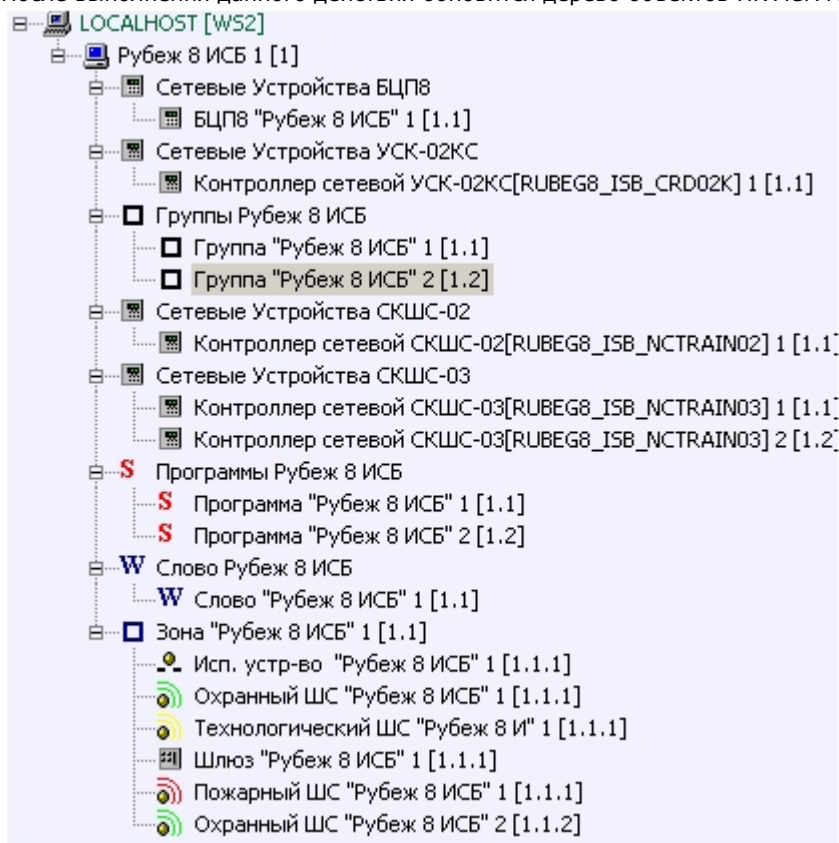 LOCALHOST [WS2]
Рубеж 8 ИСБ 1 [1]
Сетевые Устройства БЦП8
БЦП8 "Рубеж 8 ИСБ" 1 [1.1]
Сетевые Устройства УСК-02КС
Контроллер сетевой УСК-02КС[RUBEG8_ISB_CRD02K] 1 [1.1]
Группы Рубеж 8 ИСБ
Группа "Рубеж 8 ИСБ" 1 [1.1]
Группа "Рубеж 8 ИСБ" 2 [1.2]
Сетевые Устройства СКШС-02
Контроллер сетевой СКШС-02[RUBEG8_ISB_NCTRAIN02] 1 [1.1]
Сетевые Устройства СКШС-03
Контроллер сетевой СКШС-03[RUBEG8_ISB_NCTRAIN03] 1 [1.1]
Контроллер сетевой СКШС-03[RUBEG8_ISB_NCTRAIN03] 2 [1.2]
S Программы Рубеж 8 ИСБ
S Программа "Рубеж 8 ИСБ" 1 [1.1]
S Программа "Рубеж 8 ИСБ" 2 [1.2]
W Слово Рубеж 8 ИСБ
W Слово "Рубеж 8 ИСБ" 1 [1.1]
Зона "Рубеж 8 ИСБ" 1 [1.1]
Исп. устр-во "Рубеж 8 ИСБ" 1 [1.1.1]
Охранный ШС "Рубеж 8 ИСБ" 1 [1.1.1]
Технологический ШС "Рубеж 8 И" 1 [1.1.1]
Шлюз "Рубеж 8 ИСБ" 1 [1.1.1]
Пожарный ШС "Рубеж 8 ИСБ" 1 [1.1.1]
Охранный ШС "Рубеж 8 ИСБ" 2 [1.1.2]